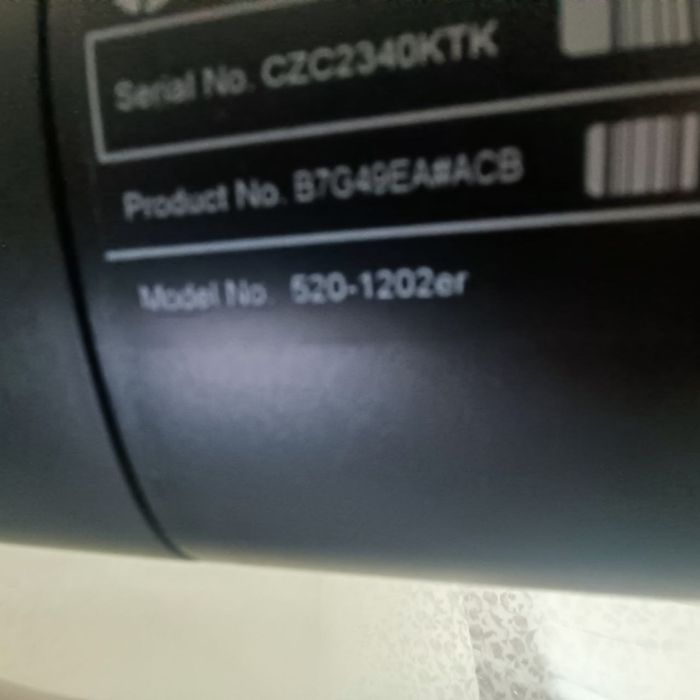 Serial No. CZC2340KTK
Product No. B7G49EA#ACB
Model No. 520-1202er